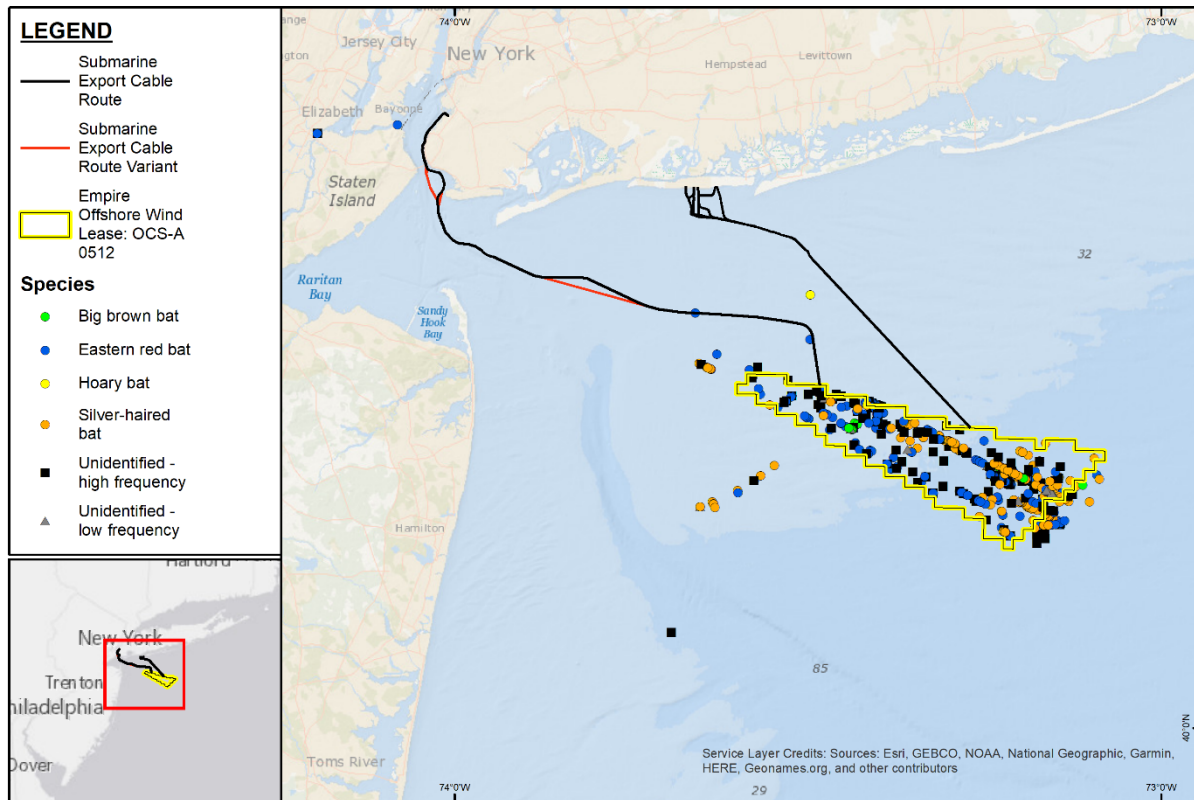 LEGEND
Submarine
Export Cable
Route
Submarine
Export Cable
Route Variant
Empire
Offshore Wind
Lease: OCS-A
0512
Species
Big brown bat
Eastern red bat
Hoary bat
Silver-haired
bat
Unidentified -
high frequency
Unidentified -
low frequency
Hartford
New York
Trenton
hiladelphia
Dover
74°0'W
73°0'W
Jersey City
New York
Hempstead
Levittown
Elizabeth
Bayonne
Staten
Island
32
Raritan
Bay
Sandy
Hook
Bay
Hamilton
85
40°0'N
Service Layer Credits: Sources: Esri, GEBCO, NOAA, National Geographic, Garmin,
HERE, Geonames.org, and other contributors
Toms River
29
74°0'W
73°0'W